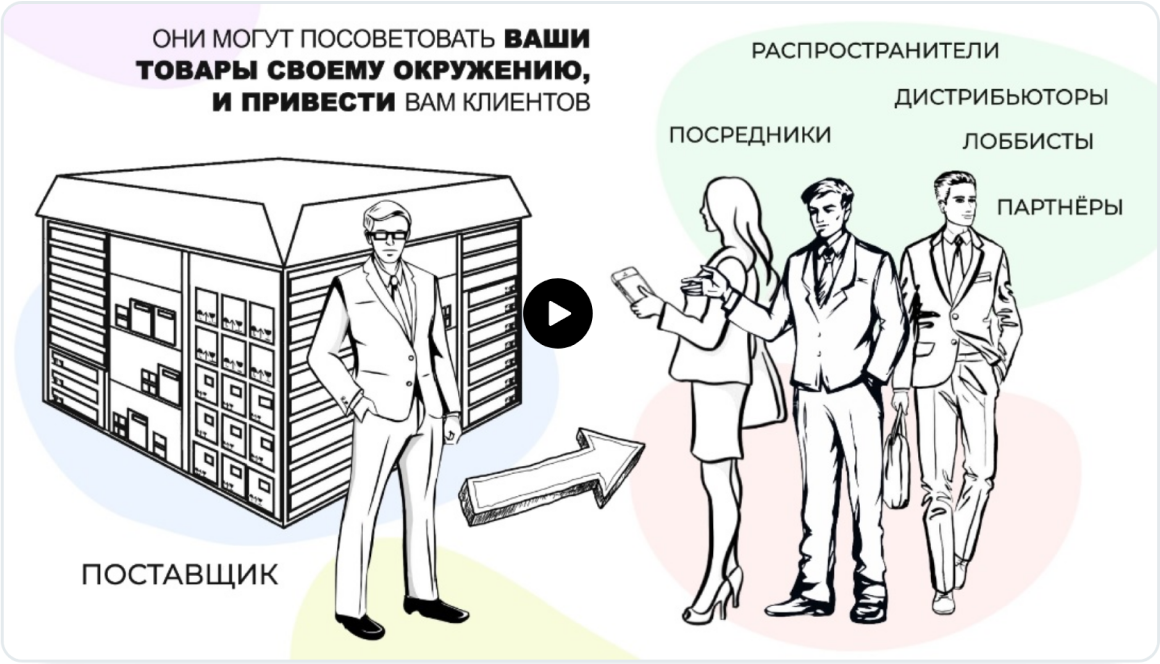 ОНИ МОГУТ ПОСОВЕТОВАТЬ ВАШИ
ТОВАРЫ СВОЕМУ ОКРУЖЕНИЮ,
И ПРИВЕСТИ ВАМ КЛИЕНТОВ
РАСПРОСТРАНИТЕЛИ
ДИСТРИБЬЮТОРЫ
ПОСРЕДНИКИ
ЛОББИСТЫ
ПАРТНЁРЫ
ПОСТАВЩИК